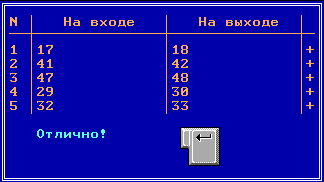 N На входе На выходе
1 17 18 +
2 41 42 +
3 47 48 +
4 29 30 +
5 32 33 +
Отлично!